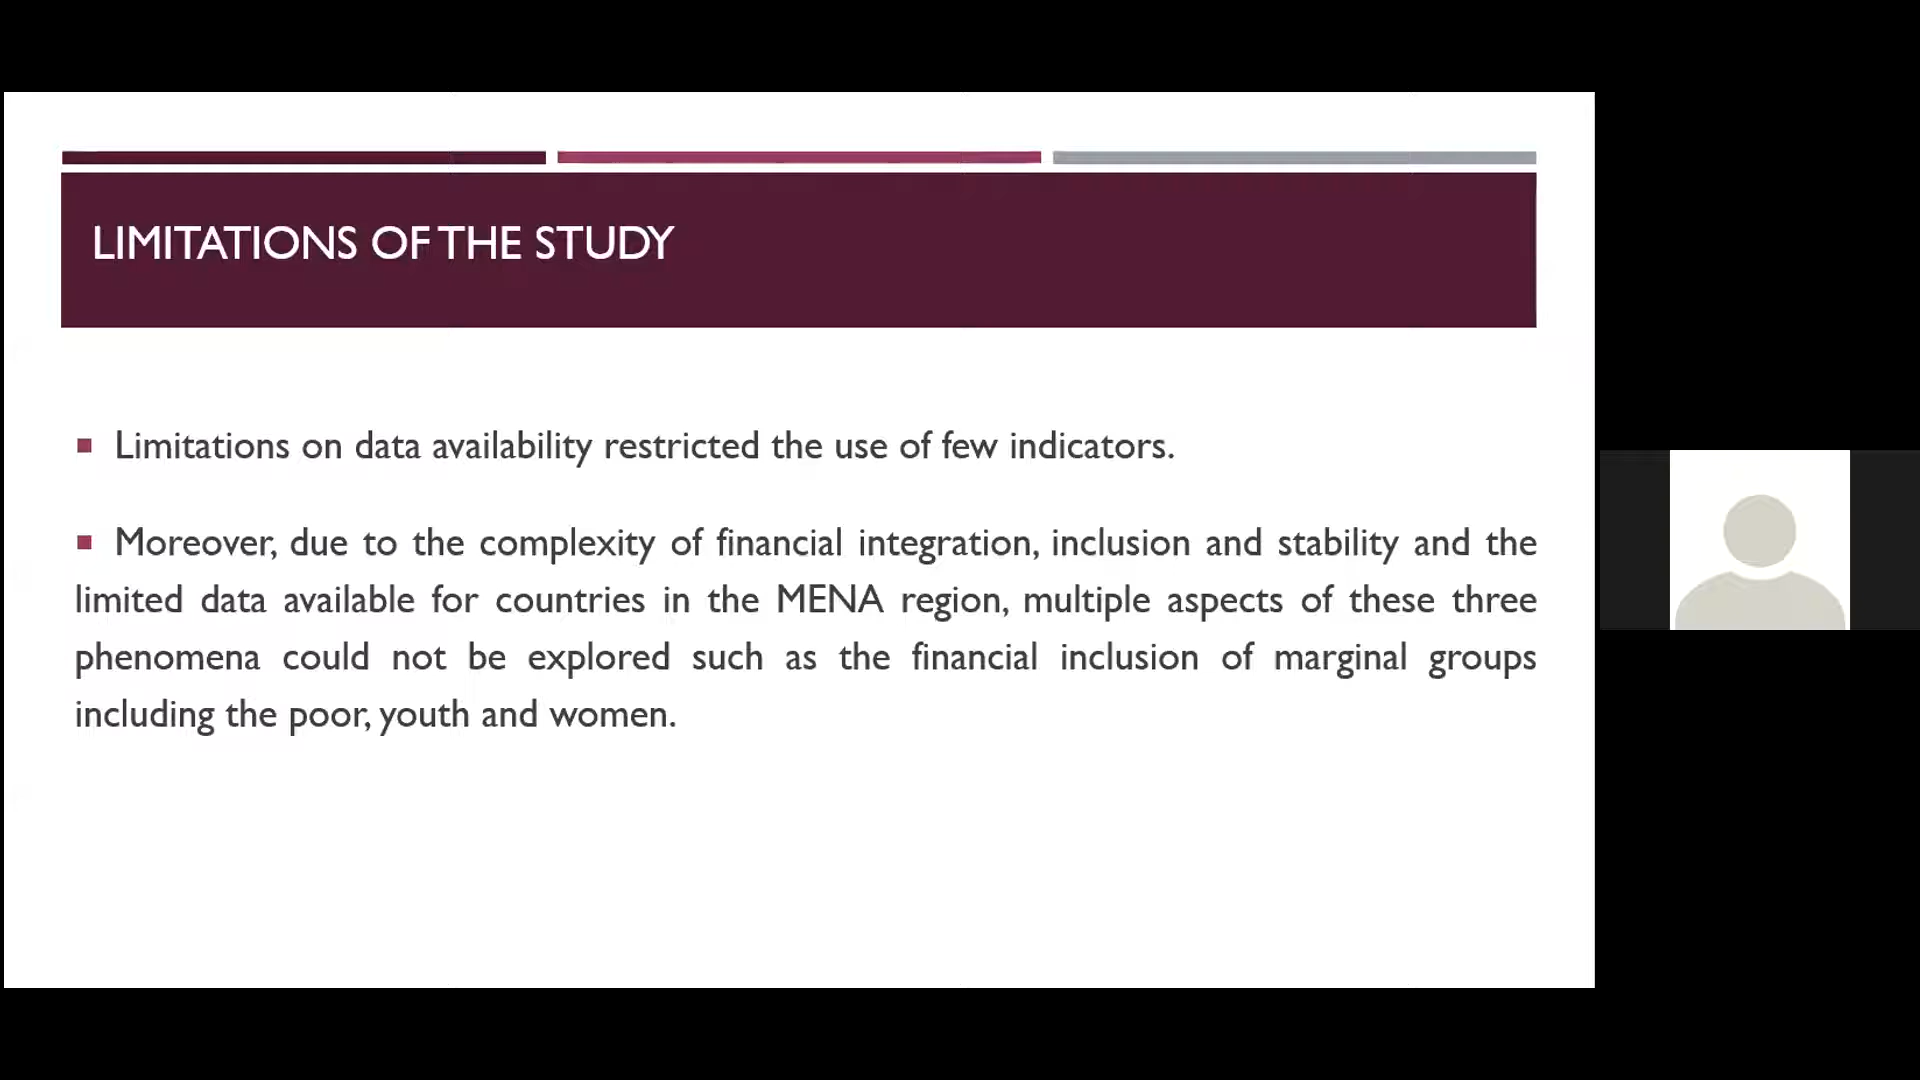 LIMITATIONS OF THE STUDY
▪ Limitations on data availability restricted the use of few indicators.
▪ Moreover, due to the complexity of financial integration, inclusion and stability and the
limited data available for countries in the MENA region, multiple aspects of these three
phenomena could not be explored such as the financial inclusion of marginal groups
including the poor, youth and women.